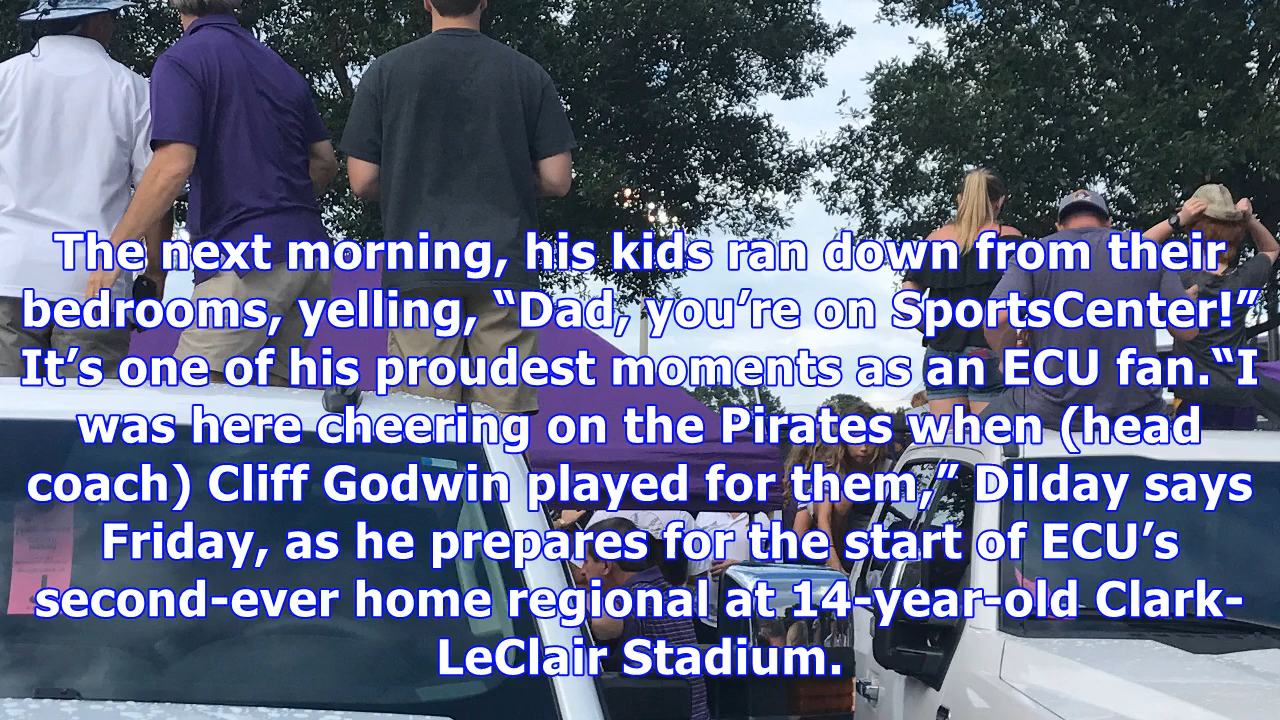 The next morning, his kids ran down from their
bedrooms, yelling, “Dad, you’re on SportsCenter!”
It’s one of his proudest moments as an ECU fan.“I
was here cheering on the Pirates when (head
coach) Cliff Godwin played for them,” Dilday says
Friday, as he prepares for the start of ECU’s
second-ever home regional at 14-year-old Clark-
LeClair Stadium.